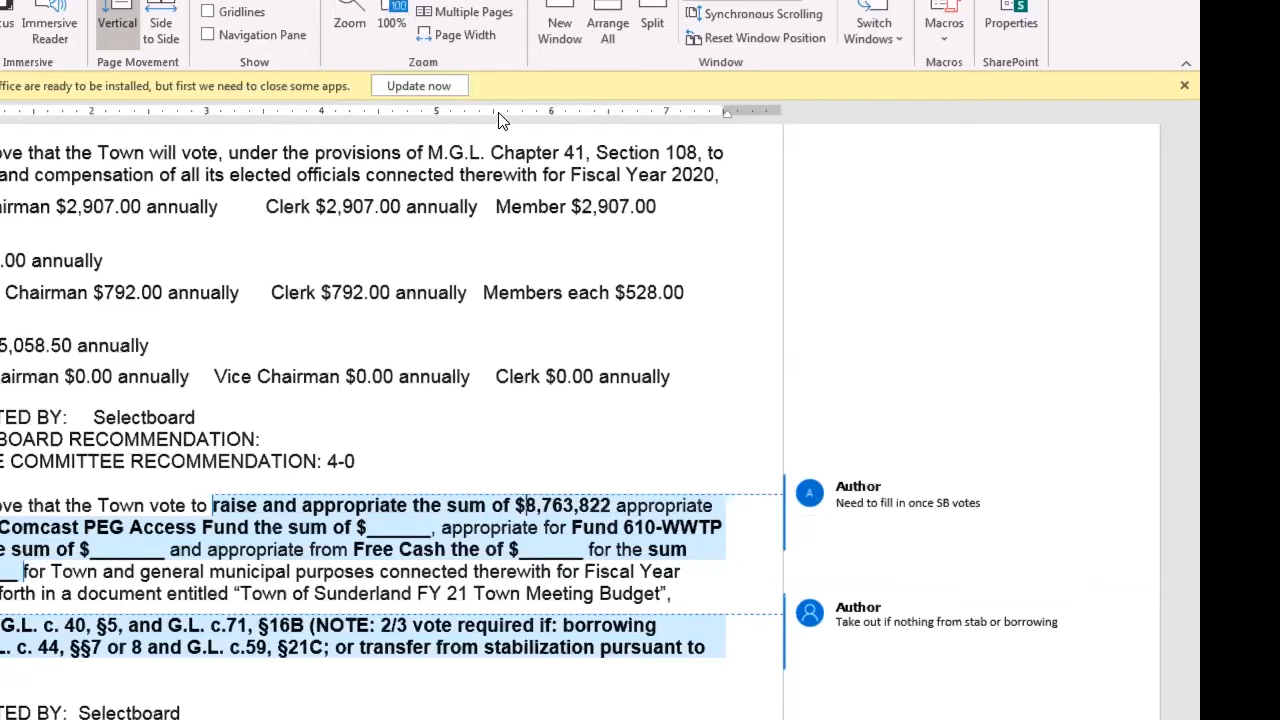 cus Immersive Reader
Vertical Side to Side
Gridlines
Navigation Pane
Zoom 100%
Multiple Pages
Page Width
New Window Arrange All Split
Synchronous Scrolling
Reset Window Position
Switch Windows
Macros
Properties
Immersive Page Movement Show Zoom Window Macros SharePoint
ffice are ready to be installed, but first we need to close some apps. Update now
2 3 4 5 6 7
ove that the Town will vote, under the provisions of M.G.L. Chapter 41, Section 108, to
and compensation of all its elected officials connected therewith for Fiscal Year 2020,
irman $2,907.00 annually Clerk $2,907.00 annually Member $2,907.00
.00 annually
Chairman $792.00 annually Clerk $792.00 annually Members each $528.00
5,058.50 annually
airman $0.00 annually Vice Chairman $0.00 annually Clerk $0.00 annually
TED BY: Selectboard
BOARD RECOMMENDATION:
E COMMITTEE RECOMMENDATION: 4-0
ove that the Town vote to raise and appropriate the sum of $8,763,822 appropriate
Comcast PEG Access Fund the sum of $______, appropriate for Fund 610-WWTP
e sum of $_______ and appropriate from Free Cash the of $______ for the sum
__ for Town and general municipal purposes connected therewith for Fiscal Year
forth in a document entitled “Town of Sunderland FY 21 Town Meeting Budget”,
G.L. c. 40, §5, and G.L. c.71, §16B (NOTE: 2/3 vote required if: borrowing
L. c. 44, §§7 or 8 and G.L. c.59, §21C; or transfer from stabilization pursuant to
TED BY: Selectboard
A Author
Need to fill in once SB votes
Author
Take out if nothing from stab or borrowing